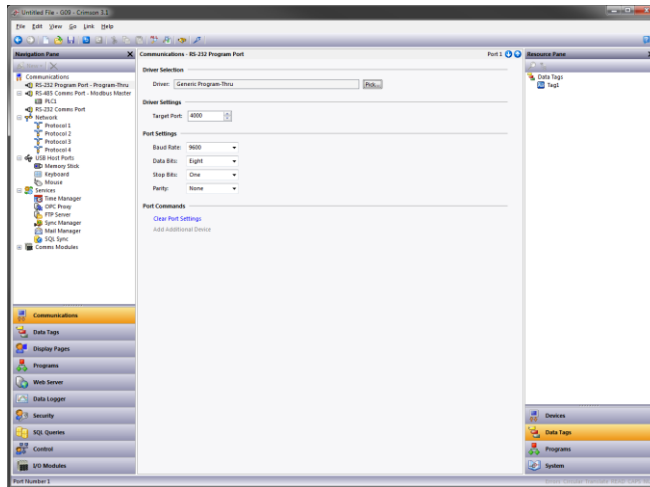 Untitled File - G09 - Crimson 3.1
File Edit View Go Link Help
Navigation Pane
Communications - RS-232 Program Port
Port 1
Resource Pane
New
Communications
RS-232 Program Port - Program-Thru
RS-485 Comms Port - Modbus Master
PLC1
RS-232 Comms Port
Network
Protocol 1
Protocol 2
Protocol 3
Protocol 4
USB Host Ports
Memory Stick
Keyboard
Mouse
Services
Time Manager
OPC Proxy
FTP Server
Sync Manager
Mail Manager
SQL Sync
Comms Modules
Driver Selection
Driver: Generic Program-Thru Pick...
Driver Settings
Target Port: 4000
Port Settings
Baud Rate: 9600
Data Bits: Eight
Stop Bits: One
Parity: None
Port Commands
Clear Port Settings
Add Additional Device
Data Tags
Tag1
Communications
Data Tags
Display Pages
Programs
Web Server
Data Logger
Security
SQL Queries
Control
I/O Modules
Devices
Data Tags
Programs
System
Port Number 1